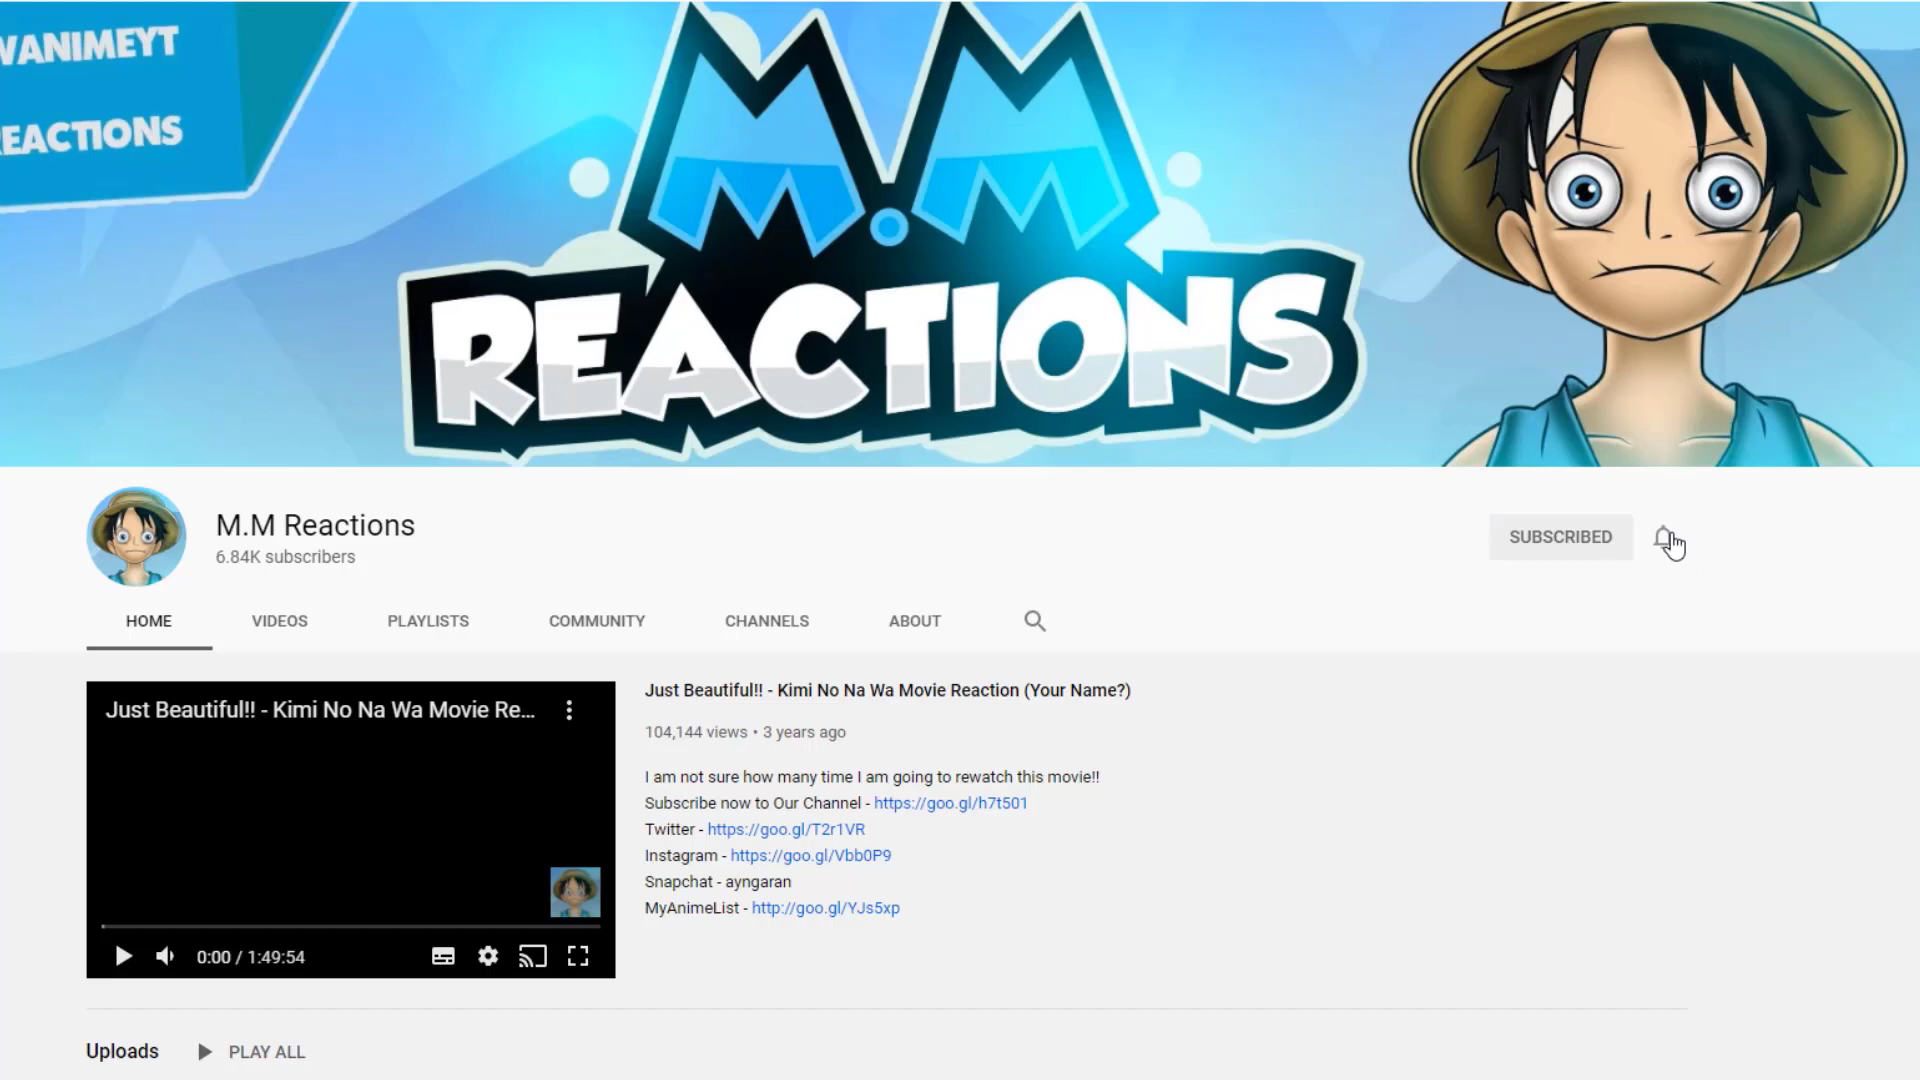 VANIMEYT
REACTIONS
M.M
REACTIONS
M.M Reactions
6.84K subscribers
SUBSCRIBED
HOME VIDEOS PLAYLISTS COMMUNITY CHANNELS ABOUT
Just Beautiful!! - Kimi No Na Wa Movie Re...
0:00 / 1:49:54
Just Beautiful!! - Kimi No Na Wa Movie Reaction (Your Name?)
104,144 views • 3 years ago
I am not sure how many time I am going to rewatch this movie!!
Subscribe now to Our Channel - https://goo.gl/h7t501
Twitter - https://goo.gl/T2r1VR
Instagram - https://goo.gl/Vbb0P9
Snapchat - ayngaran
MyAnimeList - http://goo.gl/YJs5xp
Uploads PLAY ALL